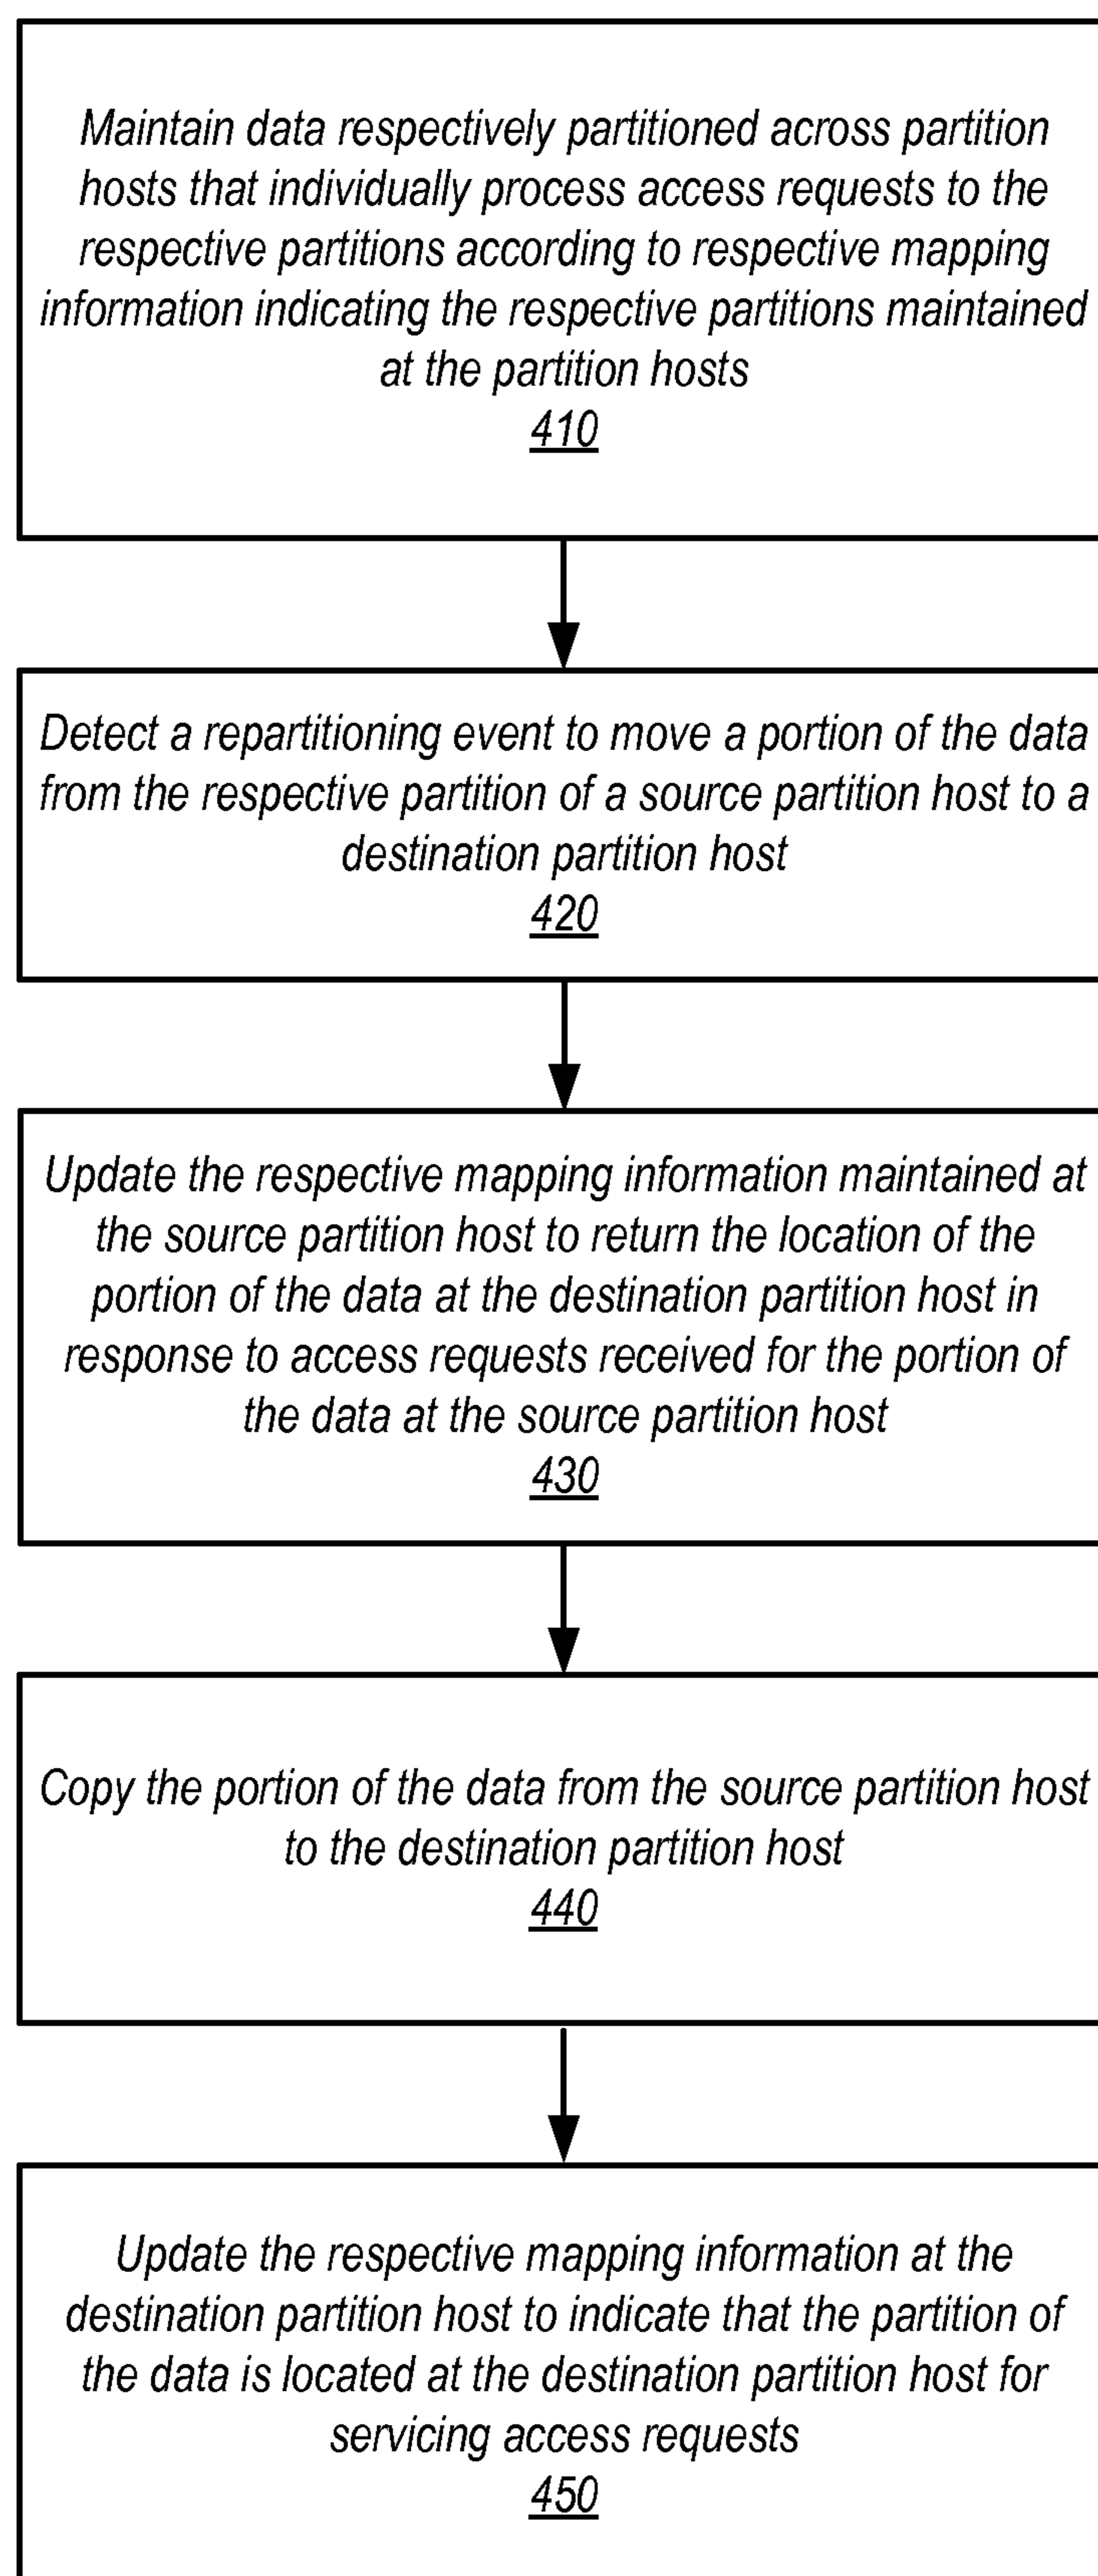 Maintain data respectively partitioned across partition
hosts that individually process access requests to the
respective partitions according to respective mapping
information indicating the respective partitions maintained
at the partition hosts
410
Detect a repartitioning event to move a portion of the data
from the respective partition of a source partition host to a
destination partition host
420
Update the respective mapping information maintained at
the source partition host to return the location of the
portion of the data at the destination partition host in
response to access requests received for the portion of
the data at the source partition host
430
Copy the portion of the data from the source partition host
to the destination partition host
440
Update the respective mapping information at the
destination partition host to indicate that the partition of
the data is located at the destination partition host for
servicing access requests
450